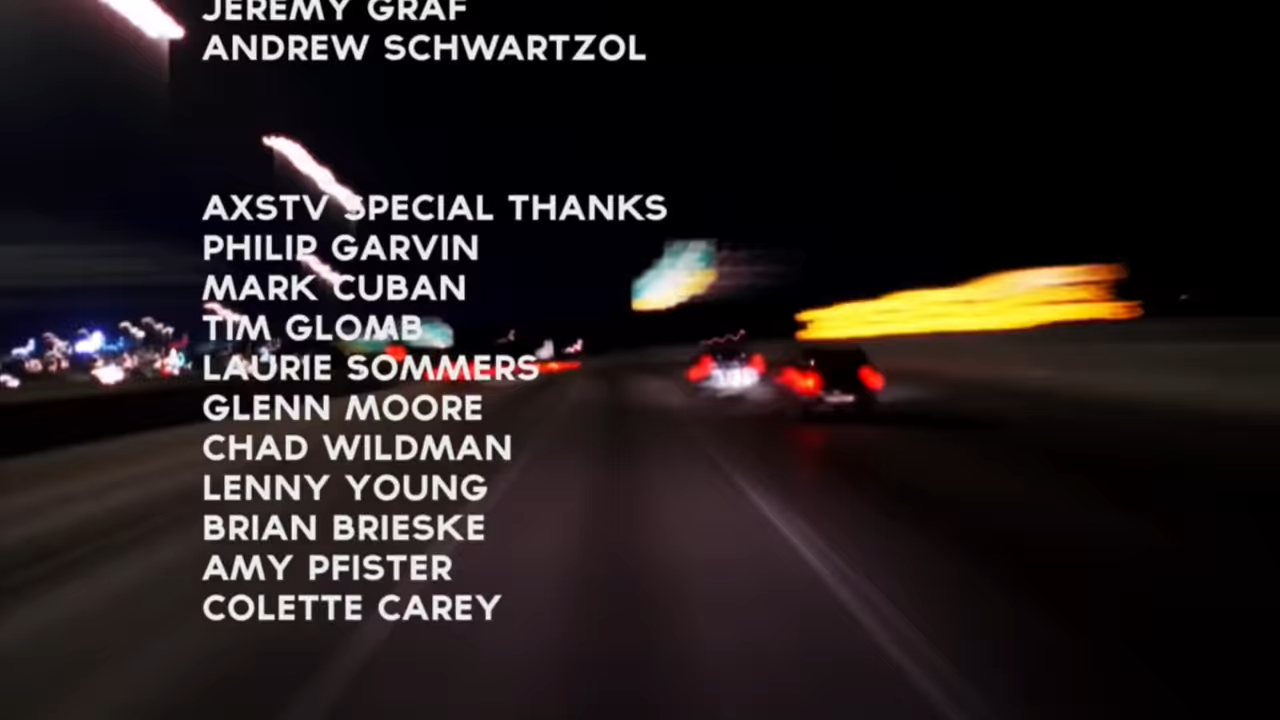 JEREMY GRAF
ANDREW SCHWARTZOL
AXSTV SPECIAL THANKS
PHILIP GARVIN
MARK CUBAN
TIM GLOMB
LAURIE SOMMERS
GLENN MOORE
CHAD WILDMAN
LENNY YOUNG
BRIAN BRIESKE
AMY PFISTER
COLETTE CAREY